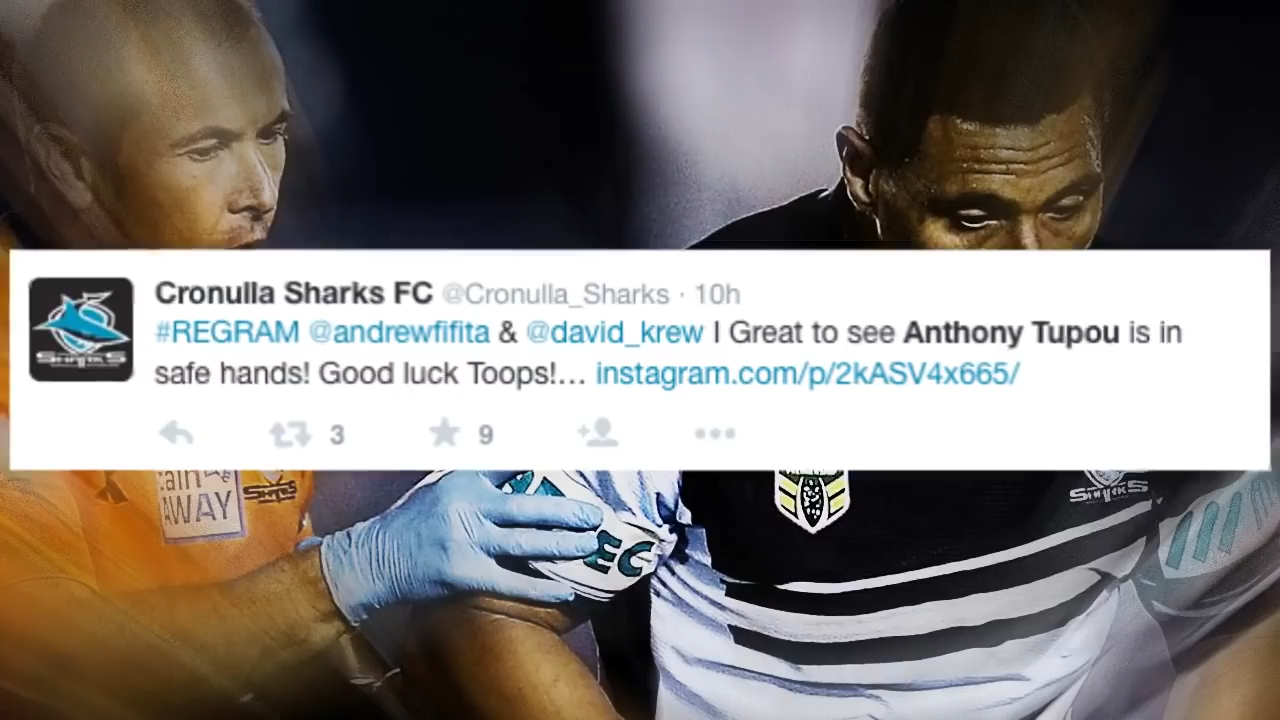 Cronulla Sharks FC @Cronulla_Sharks · 10h
#REGRAM @andrewfifita & @david_krew I Great to see Anthony Tupou is in
safe hands! Good luck Toops!... instagram.com/p/2kASV4x665/
3 9
AWAY
SHARKS
EC
SHARKS